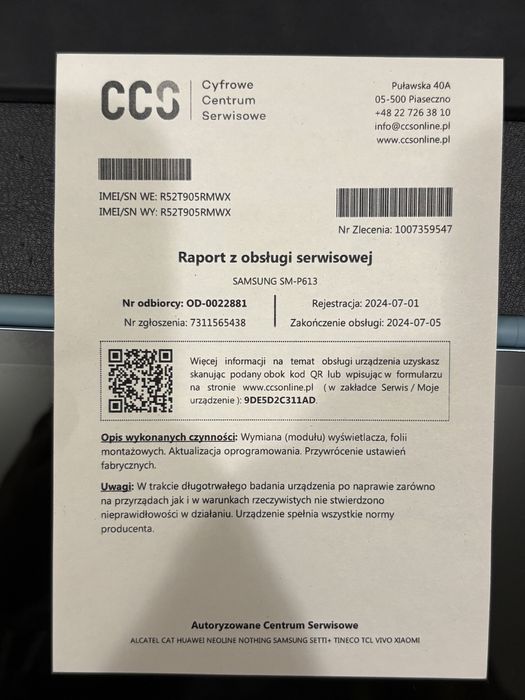 CCS
Cyfrowe
Centrum
Serwisowe
Puławska 40A
05-500 Piaseczno
+48 22 726 38 10
info@ccsonline.pl
www.ccsonline.pl
IMEI/SN WE: R52T905RMWX
IMEI/SN WY: R52T905RMWX
Nr Zlecenia: 1007359547
Raport z obsługi serwisowej
SAMSUNG SM-P613
Nr odbiorcy: OD-0022881
Rejestracja: 2024-07-01
Nr zgłoszenia: 7311565438
Zakończenie obsługi: 2024-07-05
Więcej informacji na temat obsługi urządzenia uzyskasz
skanując podany obok kod QR lub wpisując w formularzu
na stronie www.ccsonline.pl (w zakładce Serwis / Moje
urządzenie ): 9DE5D2C311AD.
Opis wykonanych czynności: Wymiana (modułu) wyświetlacza, folii
montażowych. Aktualizacja oprogramowania. Przywrócenie ustawień
fabrycznych.
Uwagi: W trakcie długotrwałego badania urządzenia po naprawie zarówno
na przyrządach jak i w warunkach rzeczywistych nie stwierdzono
nieprawidłowości w działaniu. Urządzenie spełnia wszystkie normy
producenta.
Autoryzowane Centrum Serwisowe
ALCATEL CAT HUAWEI NEOLINE NOTHING SAMSUNG SETTI+ TINECO TCL VIVO XIAOMI